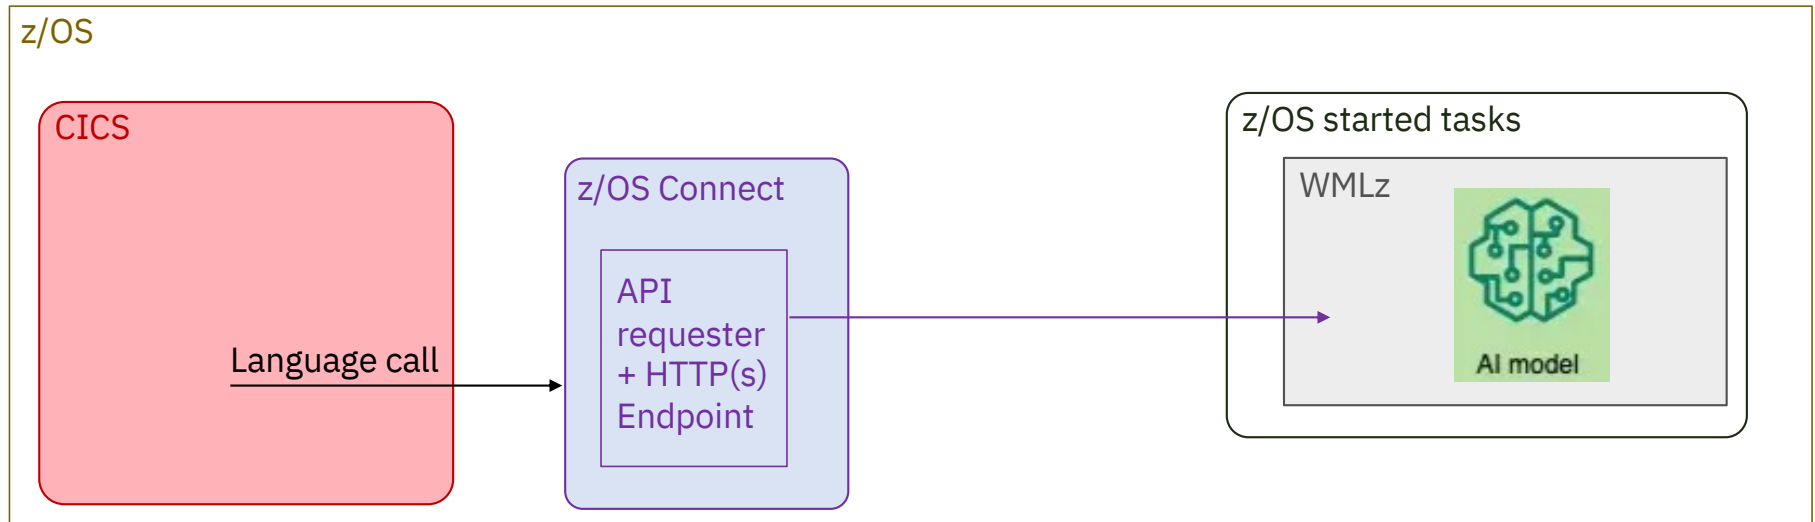 z/OS
CICS
Language call
z/OS Connect
API
requester
+ HTTP(s)
Endpoint
z/OS started tasks
WMLz
AI model